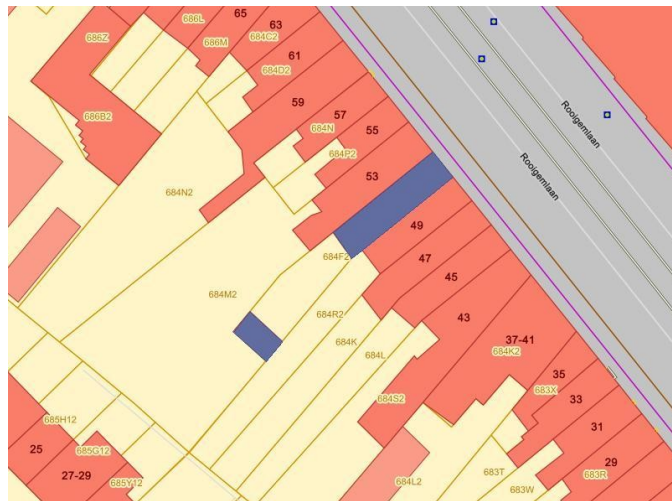 686L
65
63
686Z
686M
684C2
61
684D2
59
57
686B2
684N
55
684P2
53
684N2
49
684F2
47
684M2
45
684R2
43
684K
37-41
684L
684K2
35
683X
33
684S2
31
685H12
25
685G12
29
27-29
685Y12
684L2
683T
683R
683W
Rooigemlaan
Rooigemlaan